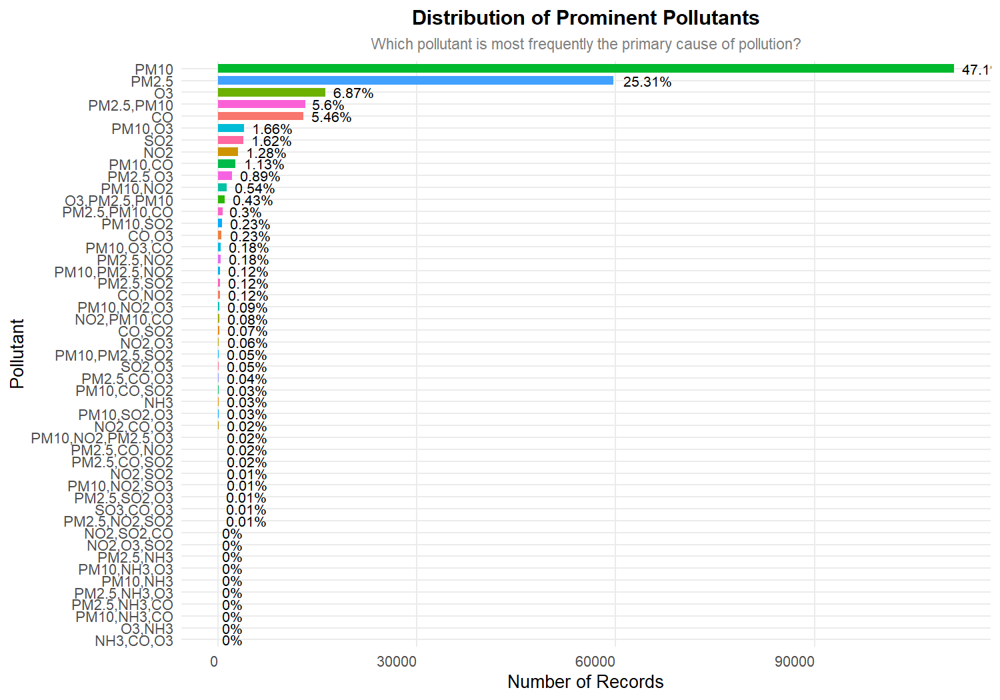 Distribution of Prominent Pollutants
Which pollutant is most frequently the primary cause of pollution?
PM10 47.1
PM2.5 25.31%
O3 6.87%
PM2.5,PM10 5.6%
CO 5.46%
PM10,O3 1.66%
SO2 1.62%
NO2 1.28%
PM10,CO 1.13%
PM2.5,O3 0.89%
PM10,NO2 0.54%
O3,PM2.5,PM10 0.43%
PM2.5,PM10,CO 0.3%
PM10,SO2 0.23%
CO,O3 0.23%
PM10,O3,CO 0.18%
PM2.5,NO2 0.18%
PM10,PM2.5,NO2 0.12%
PM2.5,SO2 0.12%
CO,NO2 0.12%
PM10,NO2,O3 0.09%
NO2,PM10,CO 0.08%
CO,SO2 0.07%
NO2,O3 0.06%
PM10,PM2.5,SO2 0.05%
SO2,O3 0.05%
PM2.5,CO,O3 0.04%
PM10,CO,SO2 0.03%
NH3 0.03%
PM10,SO2,O3 0.03%
NO2,CO,O3 0.02%
PM10,NO2,PM2.5,O3 0.02%
PM2.5,CO,NO2 0.02%
PM2.5,CO,SO2 0.02%
NO2,SO2 0.01%
PM10,NO2,SO3 0.01%
PM2.5,SO2,O3 0.01%
SO3,CO,O3 0.01%
PM2.5,NO2,SO2 0.01%
NO2,SO2,CO 0%
NO2,O3,SO2 0%
PM2.5,NH3 0%
PM10,NH3,O3 0%
PM10,NH3 0%
PM2.5,NH3,O3 0%
PM2.5,NH3,CO 0%
PM10,NH3,CO 0%
O3,NH3 0%
NH3,CO,O3 0%
Pollutant
0 30000 60000 90000
Number of Records